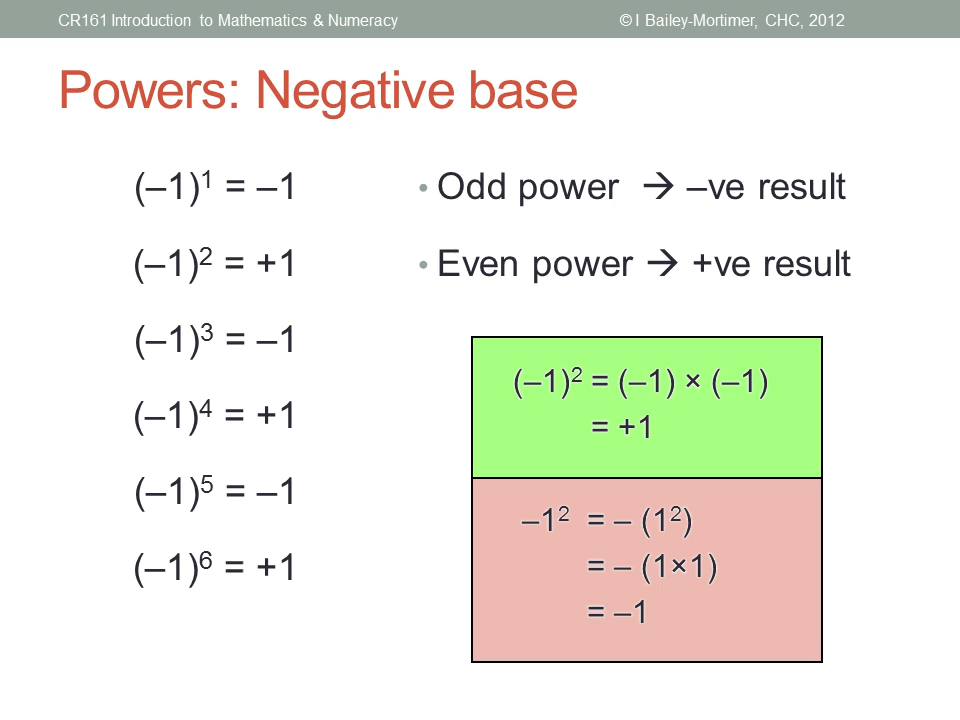 CR161 Introduction to Mathematics & Numeracy © I Bailey-Mortimer, CHC, 2012
Powers: Negative base
(–1)¹ = –1
(–1)² = +1
(–1)³ = –1
(–1)⁴ = +1
(–1)⁵ = –1
(–1)⁶ = +1
• Odd power → –ve result
• Even power → +ve result
(–1)² = (–1) × (–1)
= +1
–1² = – (1²)
= – (1×1)
= –1